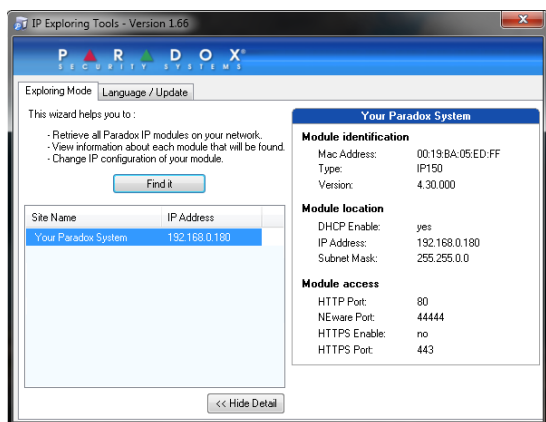 IP Exploring Tools - Version 1.66
PARADOX®
SECURITY SYSTEMS
Exploring Mode
Language / Update
This wizard helps you to :
- Retrieve all Paradox IP modules on your network.
- View information about each module that will be found.
- Change IP configuration of your module.
Find it
Site Name IP Address
Your Paradox System 192.168.0.180
<< Hide Detail
Your Paradox System
Module identification
Mac Address: 00:19:BA:05:ED:FF
Type: IP150
Version: 4.30.000
Module location
DHCP Enable: yes
IP Address: 192.168.0.180
Subnet Mask: 255.255.0.0
Module access
HTTP Port: 80
NEware Port: 44444
HTTPS Enable: no
HTTPS Port: 443